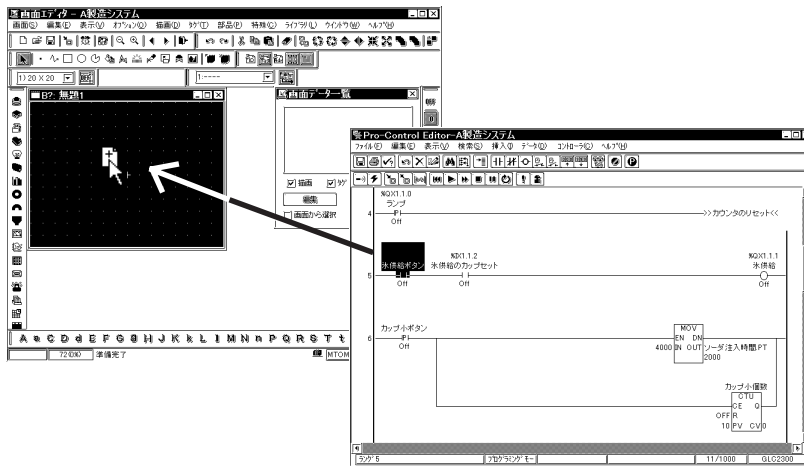 画面エディタ - A製造システム
画面(S) 編集(E) 表示(V) オプション(O) 描画(D) タグ(T) 部品(P) 特殊(C) ライブラリ(L) ウインドウ(W) ヘルプ(H)
1) 20 X 20
1:----
B?: 無題1
画面データ一覧
描画 タグ
編集
画面から選択
A B C D d E F G 8 H J K k L l M N n P Q R S T t
72(DW) 準備完了
MTOM
Pro-Control Editor-A製造システム
ファイル(F) 編集(E) 表示(V) 検索(S) 挿入(I) データ(D) コントローラ(C) ヘルプ(H)
%QX1.1.0
ランプ
4 P >>カウンタのリセット<<
Off
%IX1.1.2 %QX1.1.1
氷供給ボタン 氷供給のカップセット 氷供給
5
Off Off Off
カップ小ボタン MOV
6 P EN DN
Off 4000 IN OUT ソーダ注入時間.PT
2000
カップ小個数
CTU
CE Q
OFF R
10 PV CV 0
ラング 5 プログラミング モー 11/1000 GLC2300